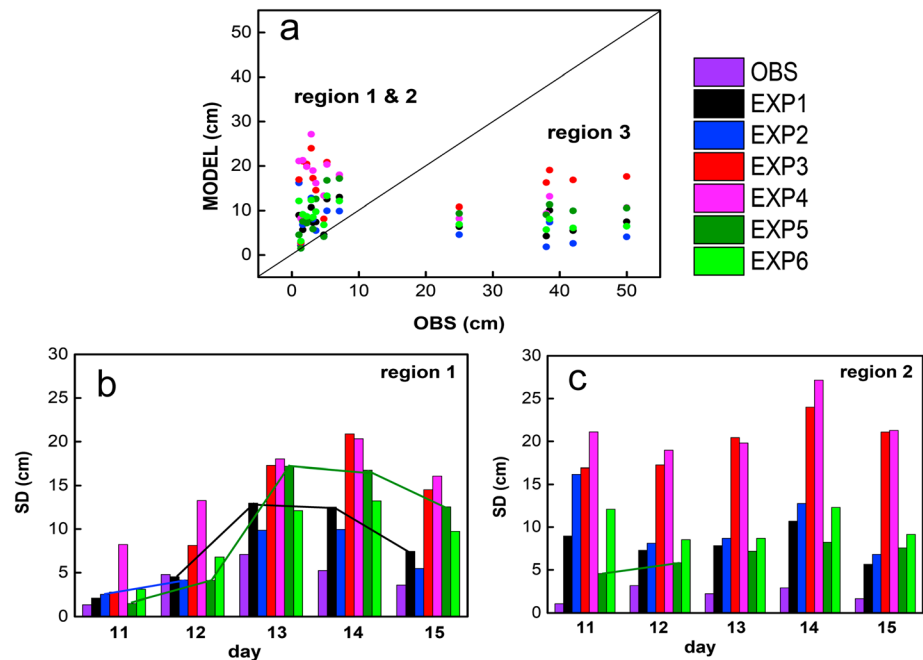 a
60
50
40
30
20
10
0
MODEL (cm)
region 1 & 2
region 3
0 10 20 30 40 50 60
OBS (cm)
OBS
EXP1
EXP2
EXP3
EXP4
EXP5
EXP6
b
region 1
30
25
20
15
10
5
0
SD (cm)
11 12 13 14 15
day
c
region 2
30
25
20
15
10
5
0
SD (cm)
11 12 13 14 15
day